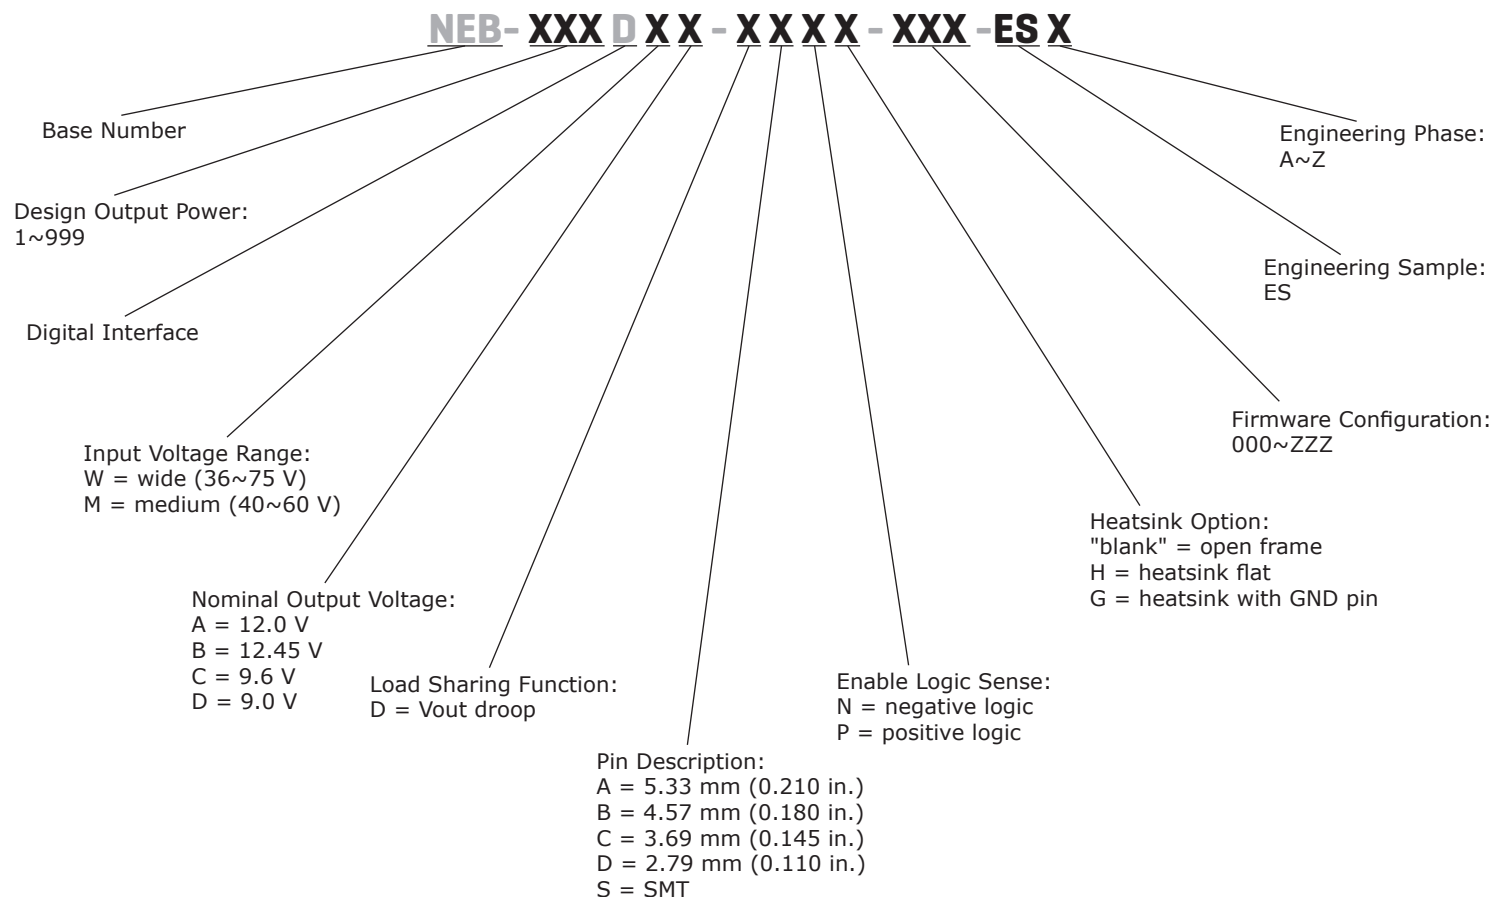 NEB- XXX D X X - X X X X - XXX -ES X
Base Number
Design Output Power:
1~999
Digital Interface
Input Voltage Range:
W = wide (36~75 V)
M = medium (40~60 V)
Nominal Output Voltage:
A = 12.0 V
B = 12.45 V
C = 9.6 V
D = 9.0 V
Load Sharing Function:
D = Vout droop
Pin Description:
A = 5.33 mm (0.210 in.)
B = 4.57 mm (0.180 in.)
C = 3.69 mm (0.145 in.)
D = 2.79 mm (0.110 in.)
S = SMT
Enable Logic Sense:
N = negative logic
P = positive logic
Heatsink Option:
"blank" = open frame
H = heatsink flat
G = heatsink with GND pin
Firmware Configuration:
000~ZZZ
Engineering Sample:
ES
Engineering Phase:
A~Z